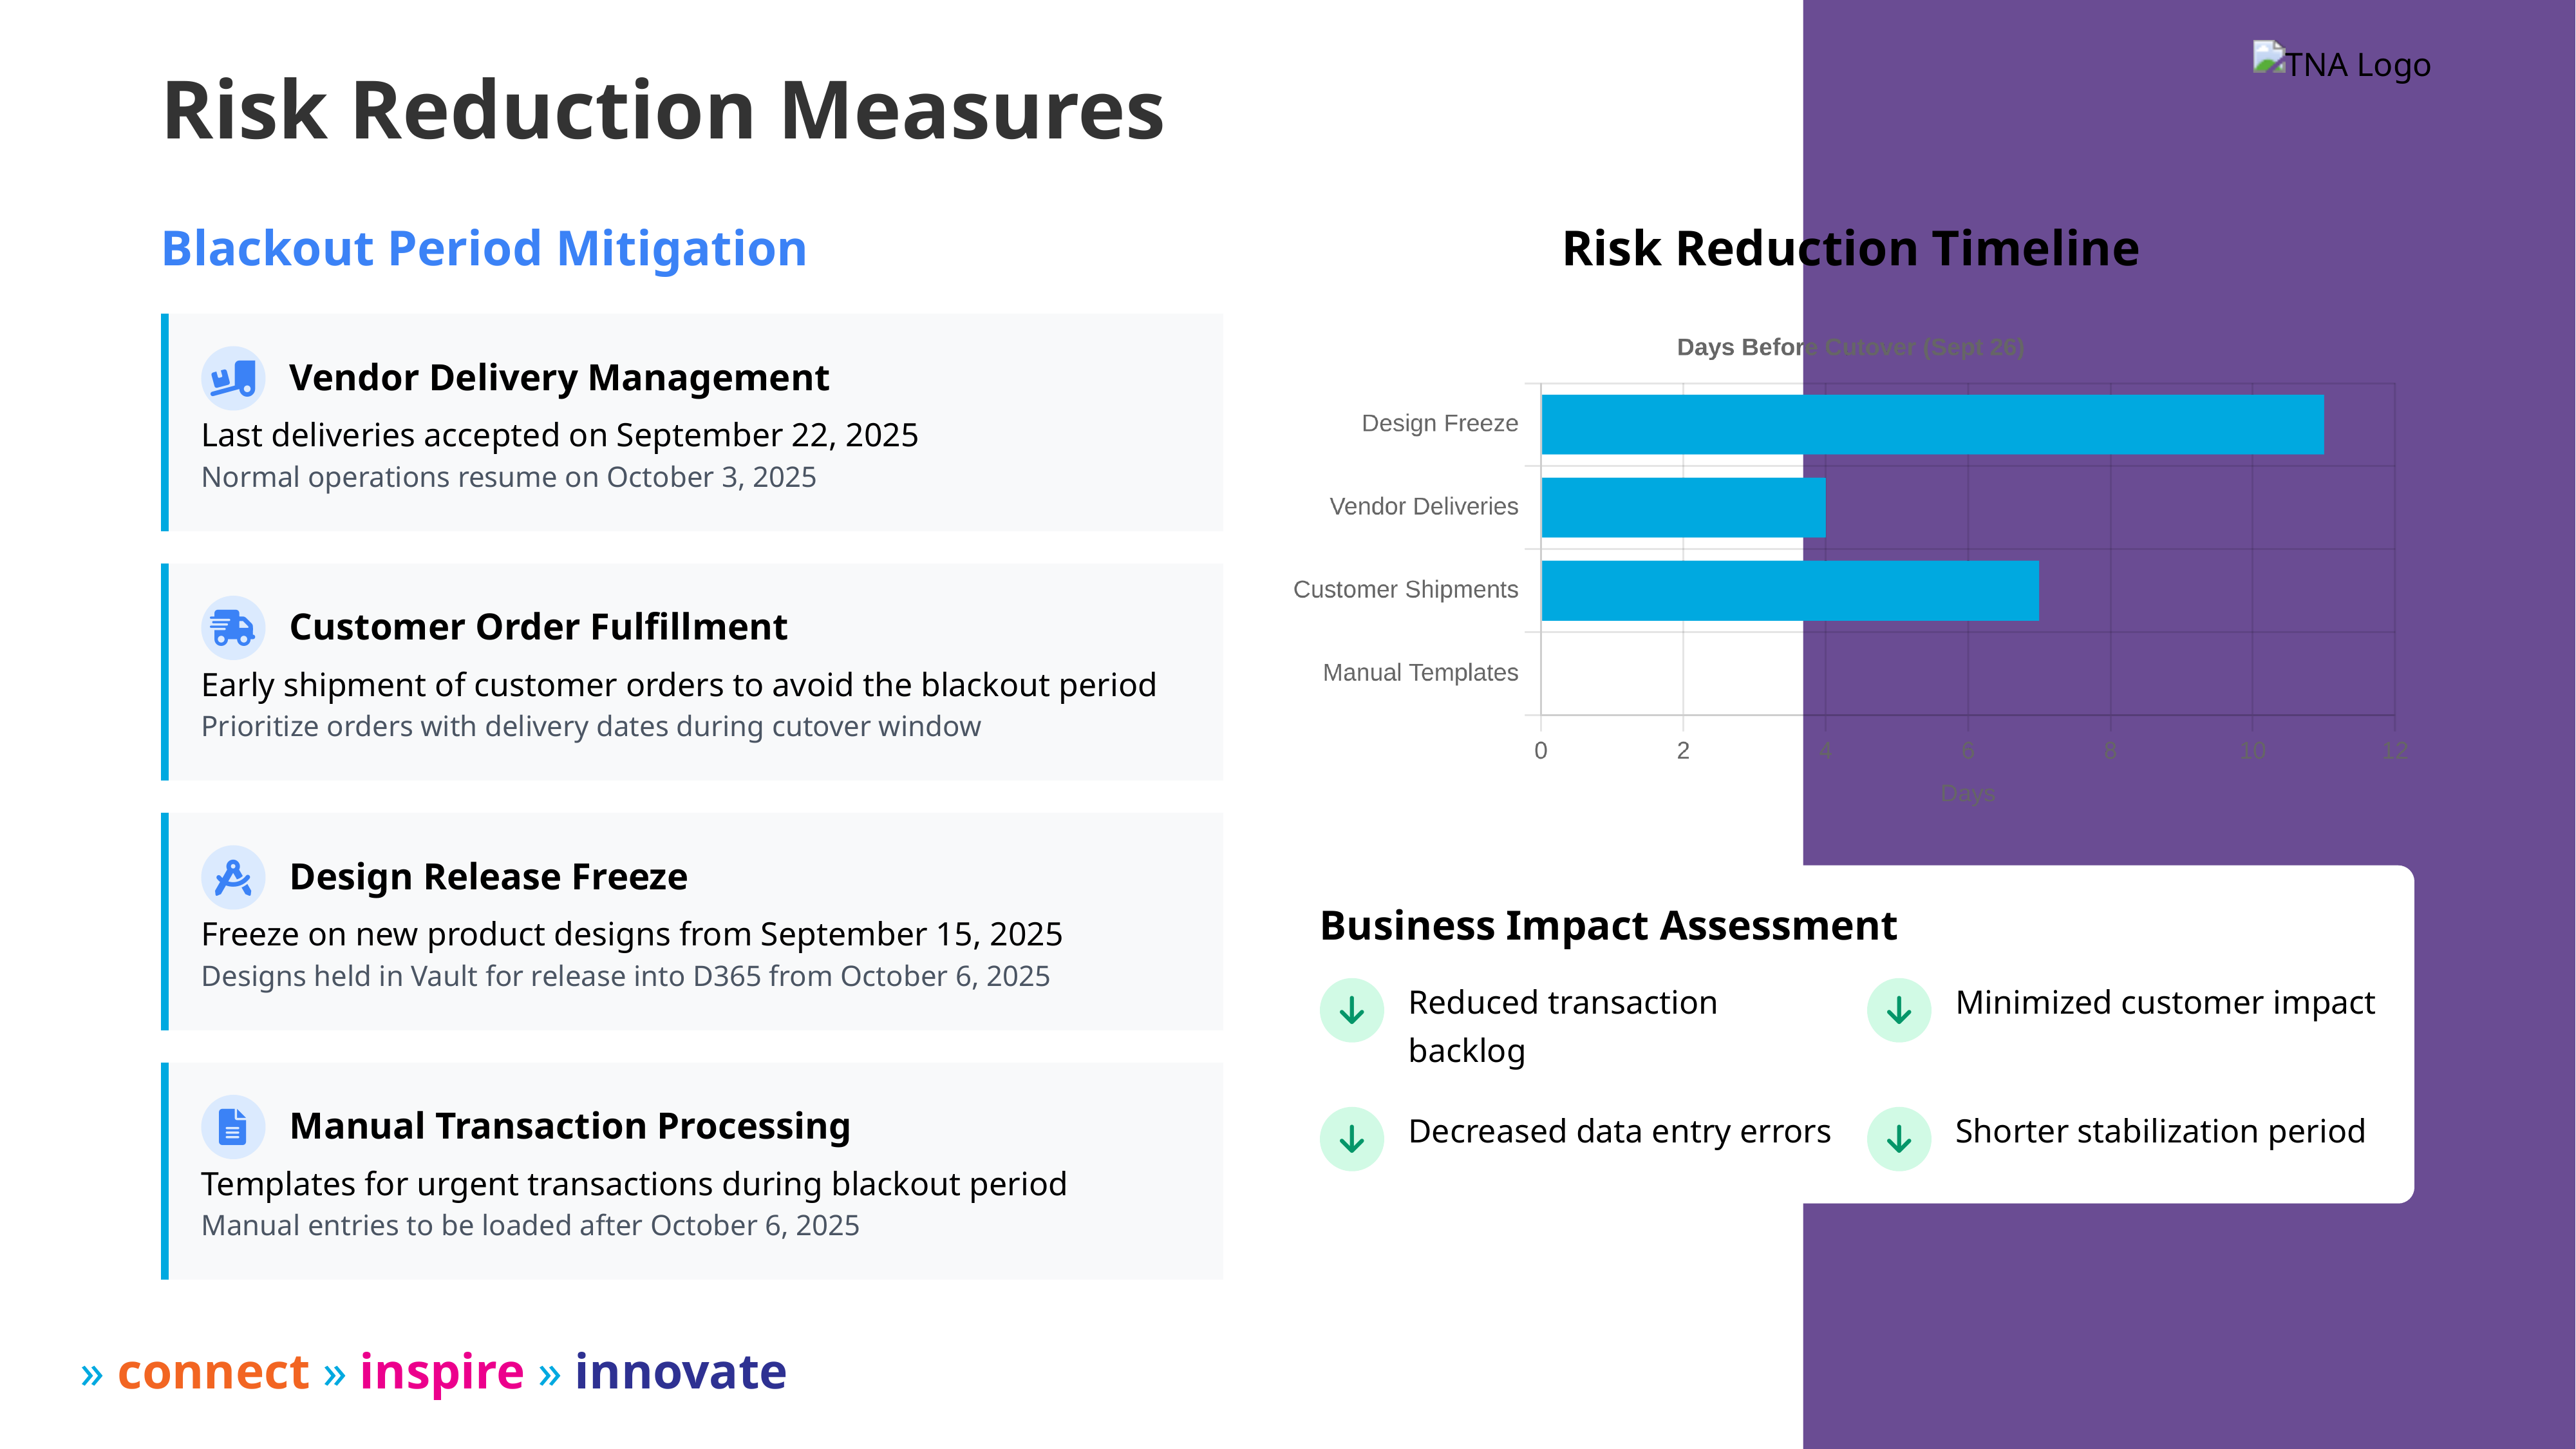 Risk Reduction Measures
TNA Logo
Blackout Period Mitigation
Vendor Delivery Management
Last deliveries accepted on September 22, 2025
Normal operations resume on October 3, 2025
Customer Order Fulfillment
Early shipment of customer orders to avoid the blackout period
Prioritize orders with delivery dates during cutover window
Design Release Freeze
Freeze on new product designs from September 15, 2025
Designs held in Vault for release into D365 from October 6, 2025
Manual Transaction Processing
Templates for urgent transactions during blackout period
Manual entries to be loaded after October 6, 2025
Risk Reduction Timeline
Days Before Cutover (Sept 26)
Design Freeze
Vendor Deliveries
Customer Shipments
Manual Templates
0 2 4 6 8 10 12
Days
Business Impact Assessment
Reduced transaction
backlog
Minimized customer impact
Decreased data entry errors
Shorter stabilization period
» connect » inspire » innovate